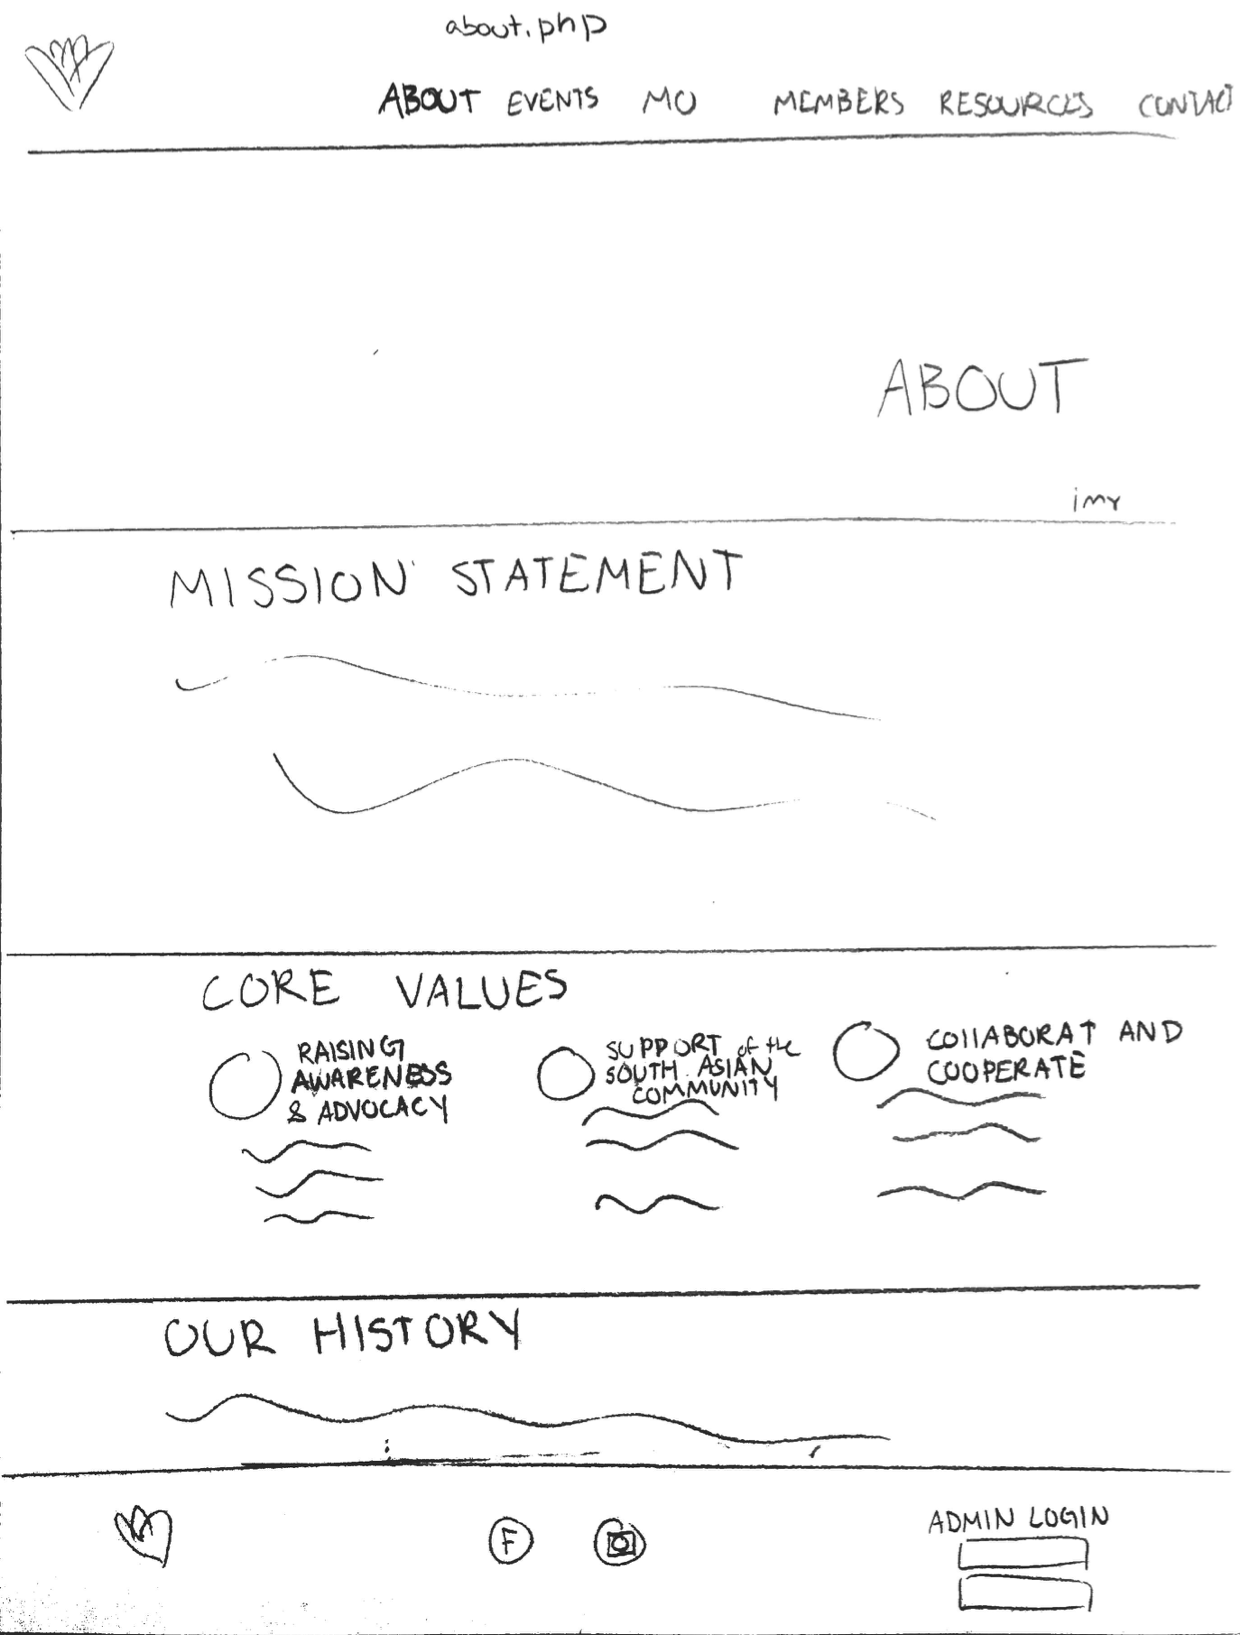 about.php
ABOUT EVENTS MO MEMBERS RESOURCES CONTACT
ABOUT
img
MISSION STATEMENT
CORE VALUES
RAISING
AWARENESS
& ADVOCACY
SUPPORT of the
SOUTH ASIAN
COMMUNITY
COllABORAT AND
COOPERATE
OUR HISTORY
F
ADMIN LOGIN